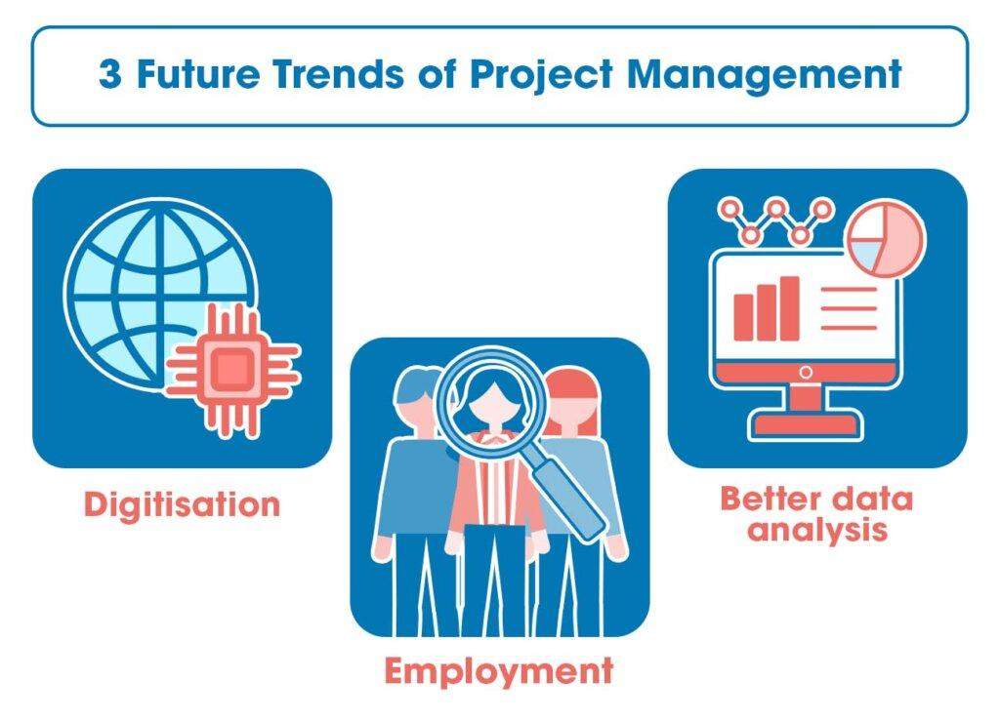 3 Future Trends of Project Management
Digitisation
Employment
Better data
analysis